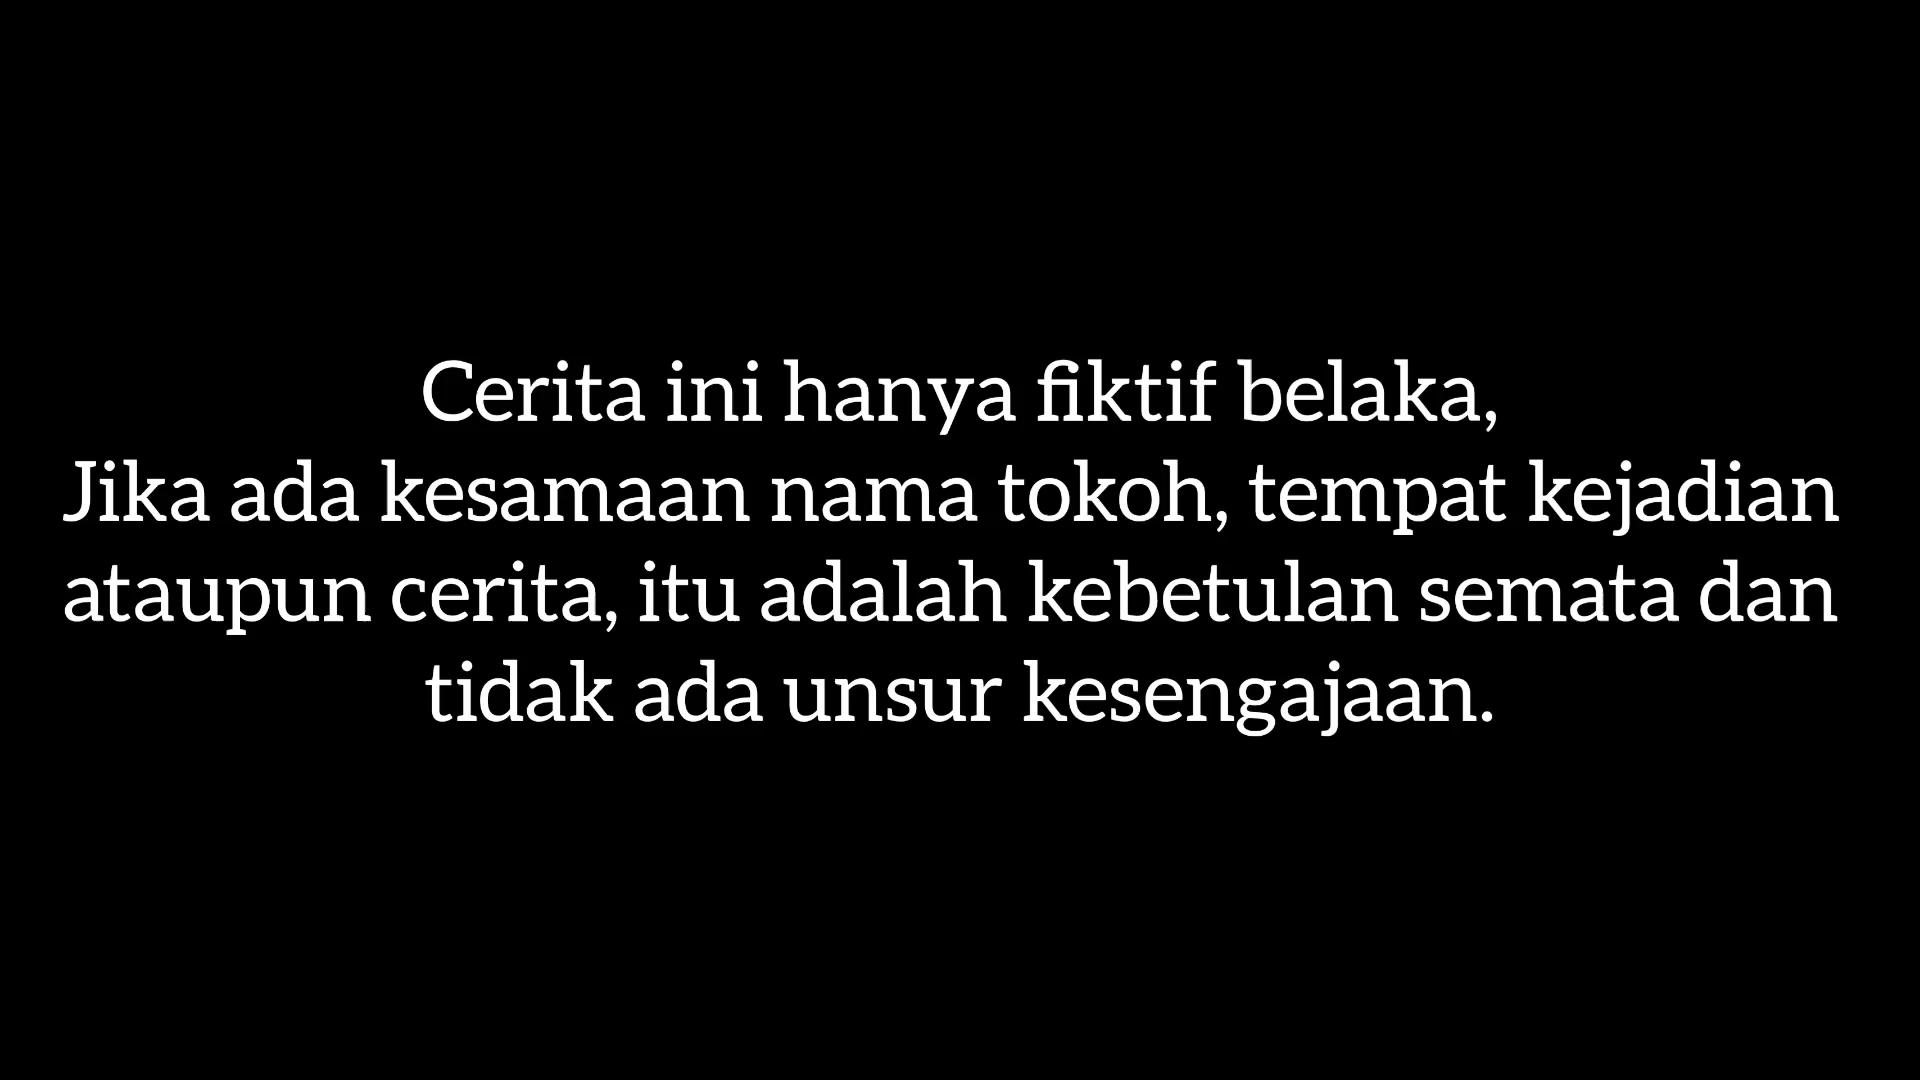 Cerita ini hanya fiktif belaka,
Jika ada kesamaan nama tokoh, tempat kejadian
ataupun cerita, itu adalah kebetulan semata dan
tidak ada unsur kesengajaan.